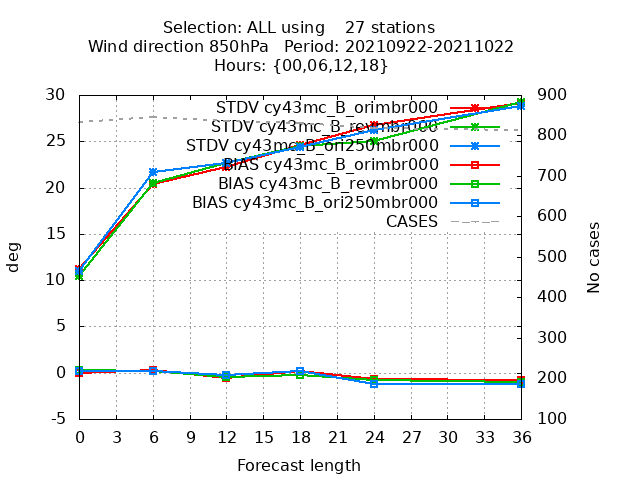 Selection: ALL using    27 stations
Wind direction 850hPa   Period: 20210922-20211022
Hours: {00,06,12,18}
30
25
20
15
10
5
0
-5
deg
STDV cy43mc_B_orimbr000
STDV cy43mc_B_revmbr000
STDV cy43mc_B_ori250mbr000
BIAS cy43mc_B_orimbr000
BIAS cy43mc_B_revmbr000
BIAS cy43mc_B_ori250mbr000
CASES
900
800
700
600
500
400
300
200
100
No cases
0 3 6 9 12 15 18 21 24 27 30 33 36
Forecast length